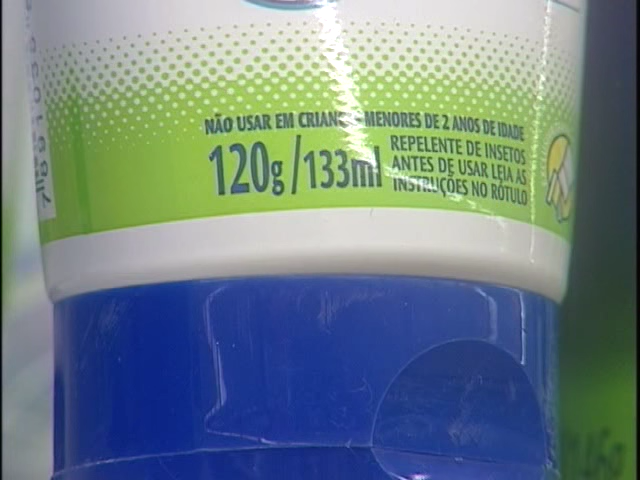 NÃO USAR EM CRIANÇAS MENORES DE 2 ANOS DE IDADE
120g/133ml
REPELENTE DE INSETOS
ANTES DE USAR LEIA AS
INSTRUÇÕES NO RÓTULO